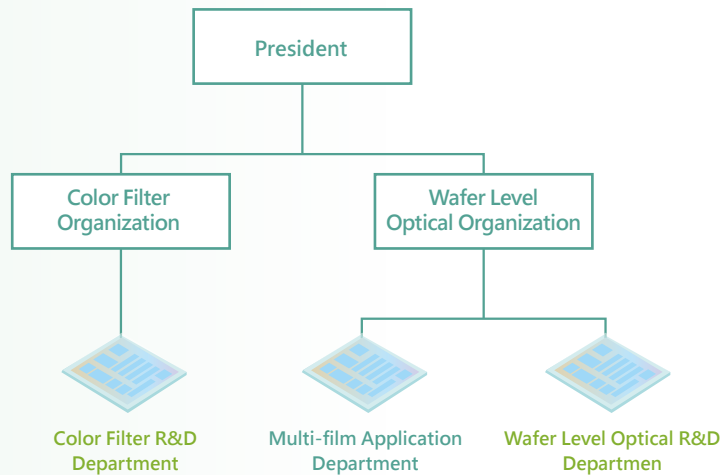 President
Color Filter
Organization
Wafer Level
Optical Organization
Color Filter R&D
Department
Multi-film Application
Department
Wafer Level Optical R&D
Departmen